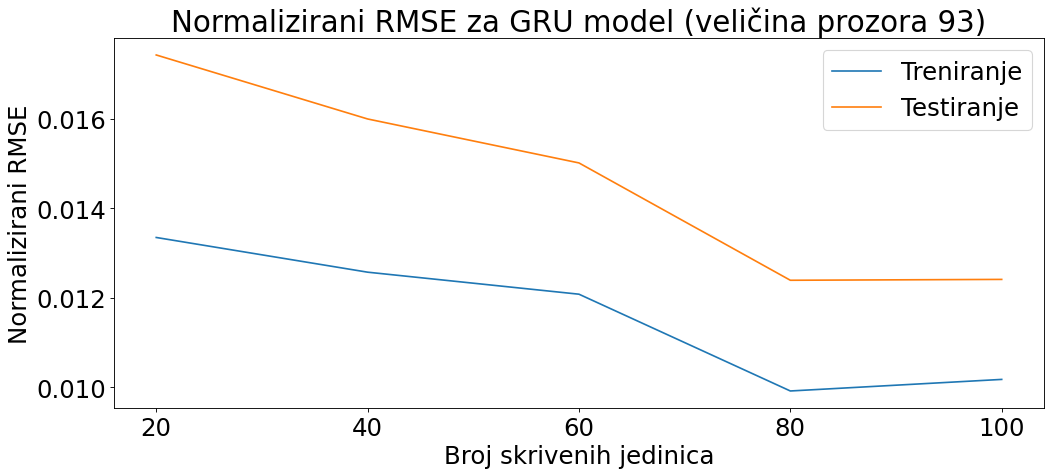 Normalizirani RMSE za GRU model (veličina prozora 93)
Treniranje
Testiranje
Normalizirani RMSE
0.016
0.014
0.012
0.010
20 40 60 80 100
Broj skrivenih jedinica